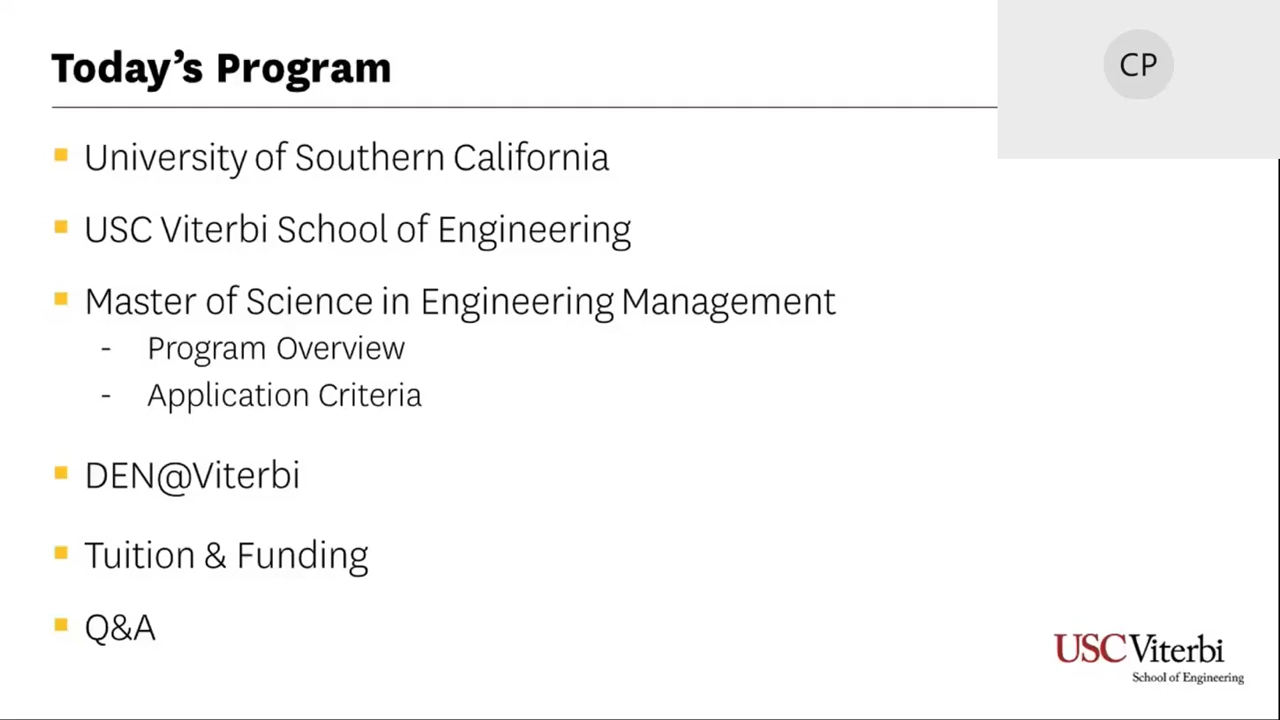 Today’s Program
CP
University of Southern California
USC Viterbi School of Engineering
Master of Science in Engineering Management
- Program Overview
- Application Criteria
DEN@Viterbi
Tuition & Funding
Q&A
USC Viterbi
School of Engineering